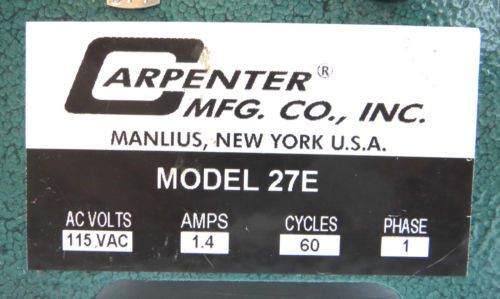 CARPENTER®
MFG. CO., INC.
MANLIUS, NEW YORK U.S.A.
MODEL 27E
AC VOLTS AMPS CYCLES PHASE
115 VAC 1.4 60 1